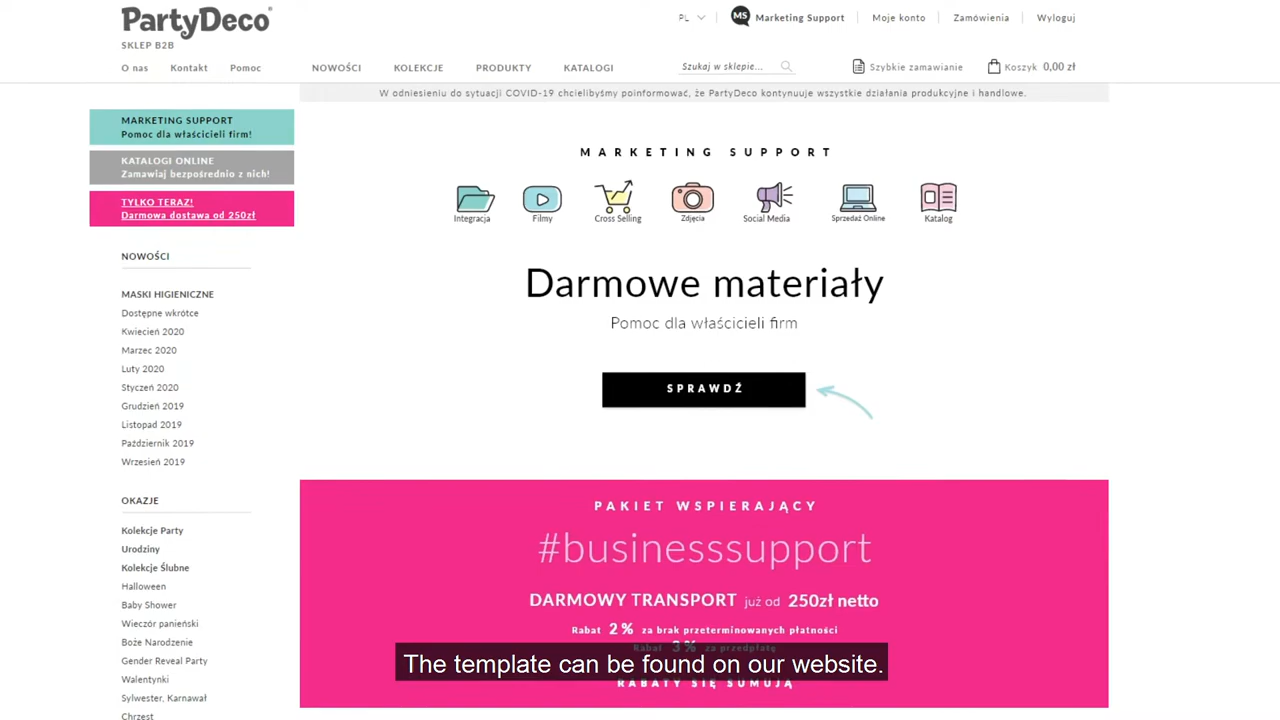 PartyDeco
SKLEP B2B
PL
MS Marketing Support
Moje konto
Zamówienia
Wyloguj
O nas
Kontakt
Pomoc
NOWOŚCI
KOLEKCJE
PRODUKTY
KATALOGI
Szukaj w sklepie...
Szybkie zamawianie
Koszyk 0,00 zł
W odniesieniu do sytuacji COVID-19 chcielibyśmy poinformować, że PartyDeco kontynuuje wszystkie działania produkcyjne i handlowe.
MARKETING SUPPORT
Pomoc dla właścicieli firm!
KATALOGI ONLINE
Zamawiaj bezpośrednio z nich!
TYLKO TERAZ!
Darmowa dostawa od 250zł
NOWOŚCI
MASKI HIGIENICZNE
Dostępne wkrótce
Kwiecień 2020
Marzec 2020
Luty 2020
Styczeń 2020
Grudzień 2019
Listopad 2019
Październik 2019
Wrzesień 2019
OKAZJE
Kolekcje Party
Urodziny
Kolekcje Ślubne
Halloween
Baby Shower
Wieczór panieński
Boże Narodzenie
Gender Reveal Party
Walentynki
Sylwester, Karnawał
Chrzest
MARKETING SUPPORT
Integracja
Filmy
Cross Selling
Zdjęcia
Social Media
Sprzedaż Online
Katalog
Darmowe materiały
Pomoc dla właścicieli firm
SPRAWDŹ
PAKIET WSPIERAJĄCY
#businesssupport
DARMOWY TRANSPORT już od 250zł netto
Rabat 2% za brak przeterminowanych płatności
Rabat 3% za przedpłatę
The template can be found on our website.
RABATY SIĘ SUMUJĄ